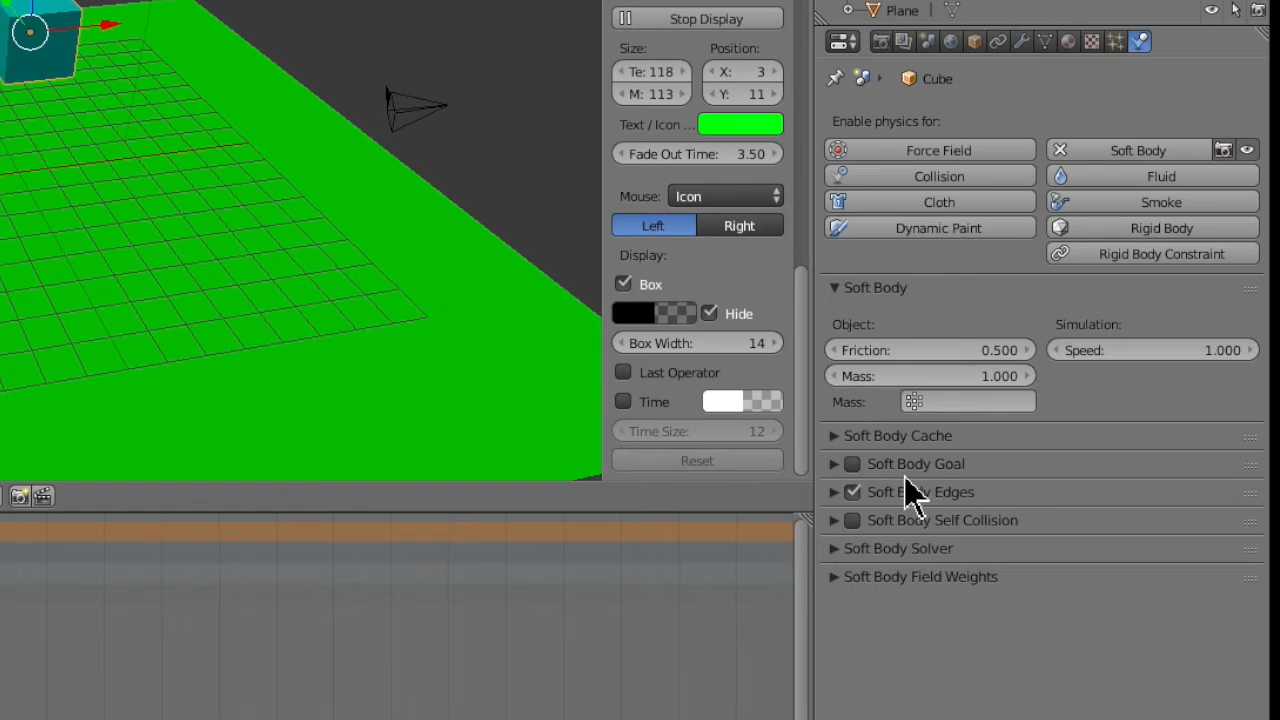 Plane
Stop Display
Size: Position:
Te: 118 X: 3
M: 113 Y: 11
Text / Icon ...
Fade Out Time: 3.50
Mouse: Icon
Left Right
Display:
Box
Hide
Box Width: 14
Last Operator
Time
Time Size: 12
Reset
Cube
Enable physics for:
Force Field Soft Body
Collision Fluid
Cloth Smoke
Dynamic Paint Rigid Body
Rigid Body Constraint
Soft Body
Object: Simulation:
Friction: 0.500 Speed: 1.000
Mass: 1.000
Mass:
Soft Body Cache
Soft Body Goal
Soft Body Edges
Soft Body Self Collision
Soft Body Solver
Soft Body Field Weights